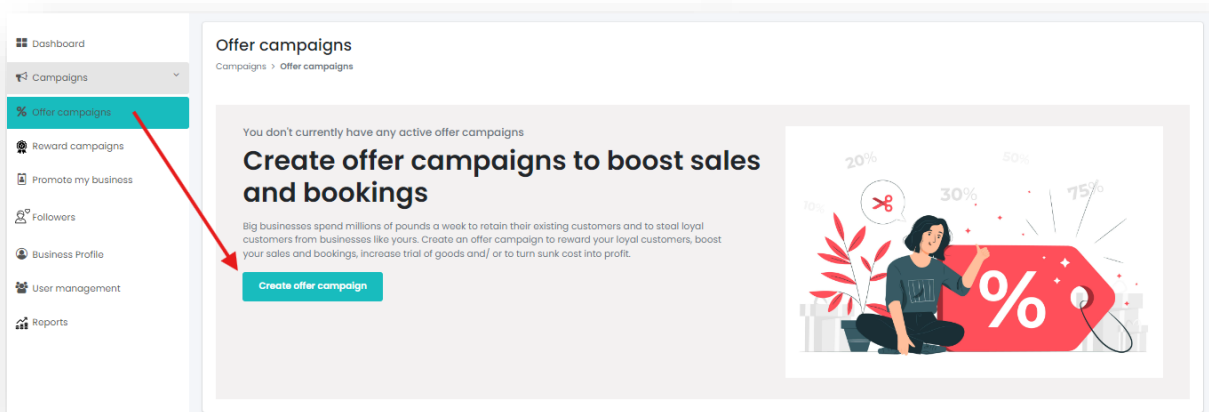 Dashboard
Campaigns
Offer campaigns
Reward campaigns
Promote my business
Followers
Business Profile
User management
Reports
Offer campaigns
Campaigns > Offer campaigns
You don't currently have any active offer campaigns
Create offer campaigns to boost sales
and bookings
Big businesses spend millions of pounds a week to retain their existing customers and to steal loyal
customers from businesses like yours. Create an offer campaign to reward your loyal customers, boost
your sales and bookings, increase trial of goods and/ or to turn sunk cost into profit.
Create offer campaign
20%
50%
30%
75%
10%
%